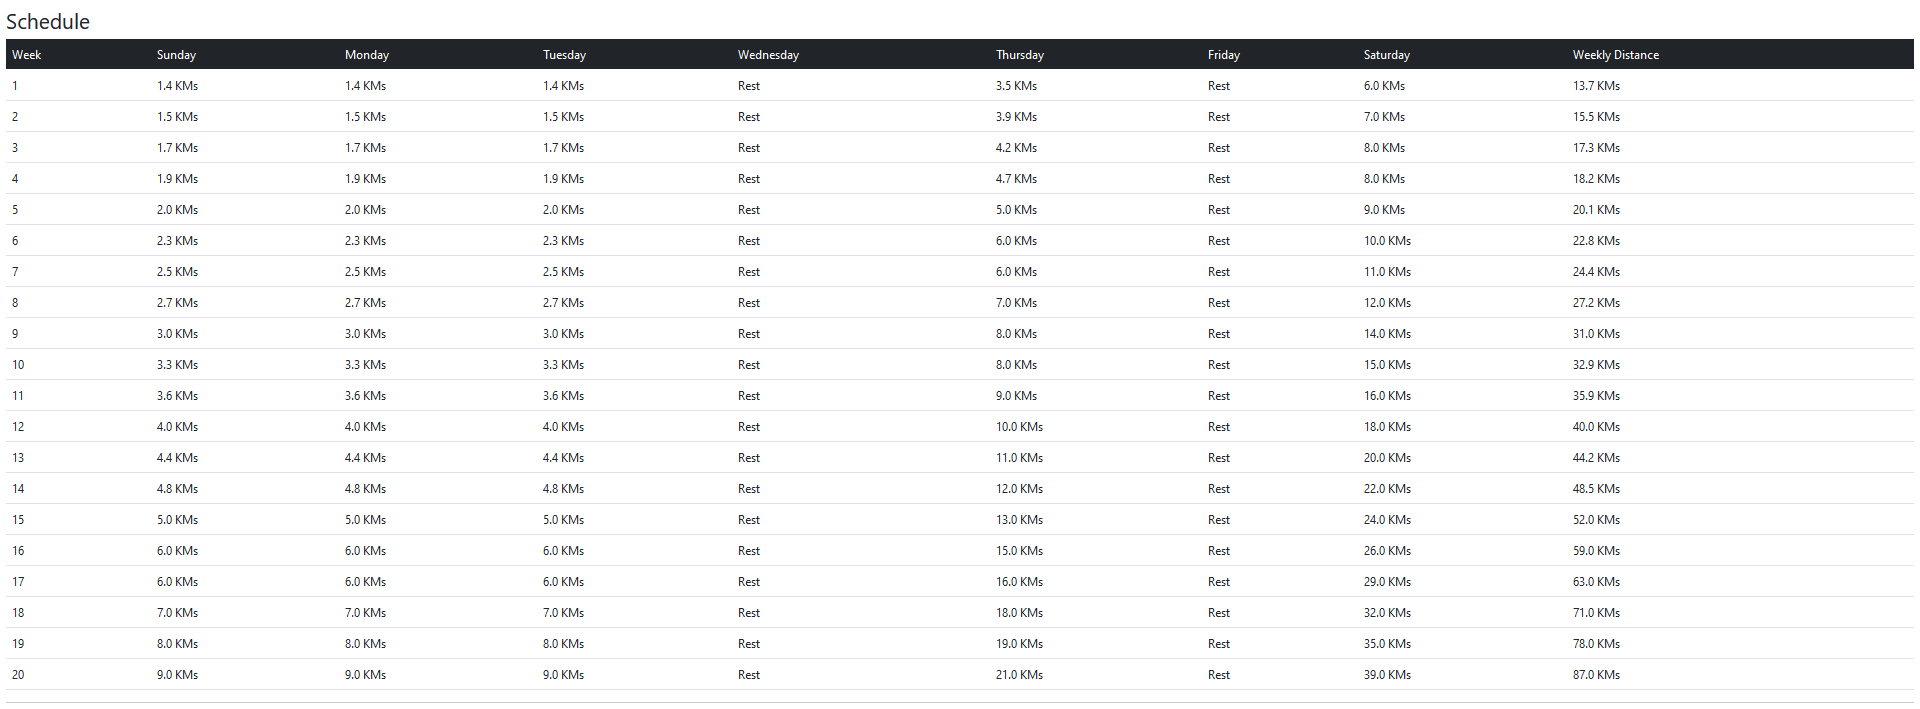 Schedule
Week Sunday Monday Tuesday Wednesday Thursday Friday Saturday Weekly Distance
1 1.4 KMs 1.4 KMs 1.4 KMs Rest 3.5 KMs Rest 6.0 KMs 13.7 KMs
2 1.5 KMs 1.5 KMs 1.5 KMs Rest 3.9 KMs Rest 7.0 KMs 15.5 KMs
3 1.7 KMs 1.7 KMs 1.7 KMs Rest 4.2 KMs Rest 8.0 KMs 17.3 KMs
4 1.9 KMs 1.9 KMs 1.9 KMs Rest 4.7 KMs Rest 8.0 KMs 18.2 KMs
5 2.0 KMs 2.0 KMs 2.0 KMs Rest 5.0 KMs Rest 9.0 KMs 20.1 KMs
6 2.3 KMs 2.3 KMs 2.3 KMs Rest 6.0 KMs Rest 10.0 KMs 22.8 KMs
7 2.5 KMs 2.5 KMs 2.5 KMs Rest 6.0 KMs Rest 11.0 KMs 24.4 KMs
8 2.7 KMs 2.7 KMs 2.7 KMs Rest 7.0 KMs Rest 12.0 KMs 27.2 KMs
9 3.0 KMs 3.0 KMs 3.0 KMs Rest 8.0 KMs Rest 14.0 KMs 31.0 KMs
10 3.3 KMs 3.3 KMs 3.3 KMs Rest 8.0 KMs Rest 15.0 KMs 32.9 KMs
11 3.6 KMs 3.6 KMs 3.6 KMs Rest 9.0 KMs Rest 16.0 KMs 35.9 KMs
12 4.0 KMs 4.0 KMs 4.0 KMs Rest 10.0 KMs Rest 18.0 KMs 40.0 KMs
13 4.4 KMs 4.4 KMs 4.4 KMs Rest 11.0 KMs Rest 20.0 KMs 44.2 KMs
14 4.8 KMs 4.8 KMs 4.8 KMs Rest 12.0 KMs Rest 22.0 KMs 48.5 KMs
15 5.0 KMs 5.0 KMs 5.0 KMs Rest 13.0 KMs Rest 24.0 KMs 52.0 KMs
16 6.0 KMs 6.0 KMs 6.0 KMs Rest 15.0 KMs Rest 26.0 KMs 59.0 KMs
17 6.0 KMs 6.0 KMs 6.0 KMs Rest 16.0 KMs Rest 29.0 KMs 63.0 KMs
18 7.0 KMs 7.0 KMs 7.0 KMs Rest 18.0 KMs Rest 32.0 KMs 71.0 KMs
19 8.0 KMs 8.0 KMs 8.0 KMs Rest 19.0 KMs Rest 35.0 KMs 78.0 KMs
20 9.0 KMs 9.0 KMs 9.0 KMs Rest 21.0 KMs Rest 39.0 KMs 87.0 KMs